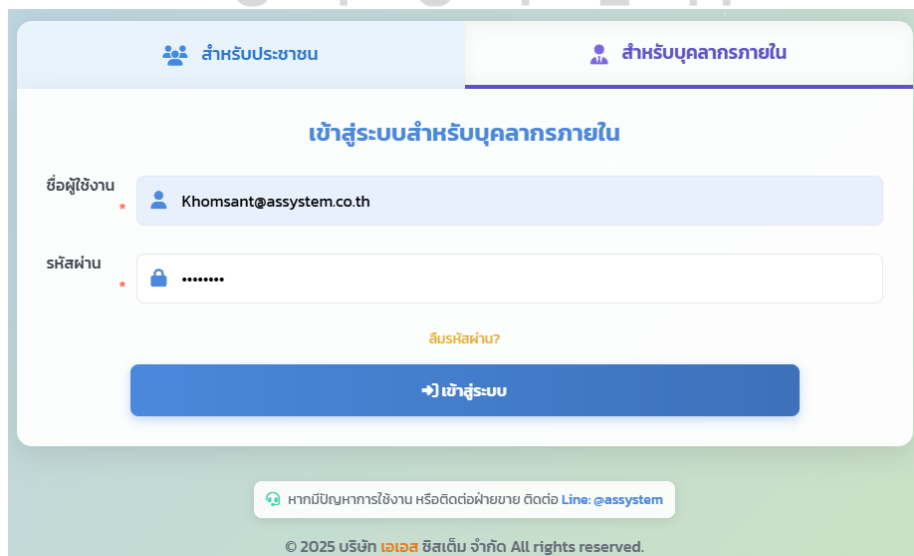 สำหรับประชาชน
สำหรับบุคลากรภายใน
เข้าสู่ระบบสำหรับบุคลากรภายใน
ชื่อผู้ใช้งาน
*
Khomsant@assystem.co.th
รหัสผ่าน
*
••••••••
ลืมรหัสผ่าน?
เข้าสู่ระบบ
หากมีปัญหาการใช้งาน หรือติดต่อฝ่ายขาย ติดต่อ Line: @assystem
© 2025 บริษัท เอเอส ซิสเต็ม จำกัด All rights reserved.